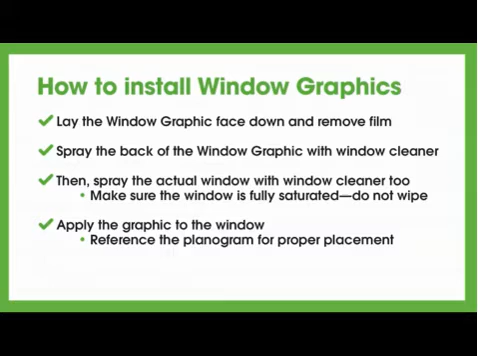 How to install Window Graphics
Lay the Window Graphic face down and remove film
Spray the back of the Window Graphic with window cleaner
Then, spray the actual window with window cleaner too
• Make sure the window is fully saturated—do not wipe
Apply the graphic to the window
• Reference the planogram for proper placement